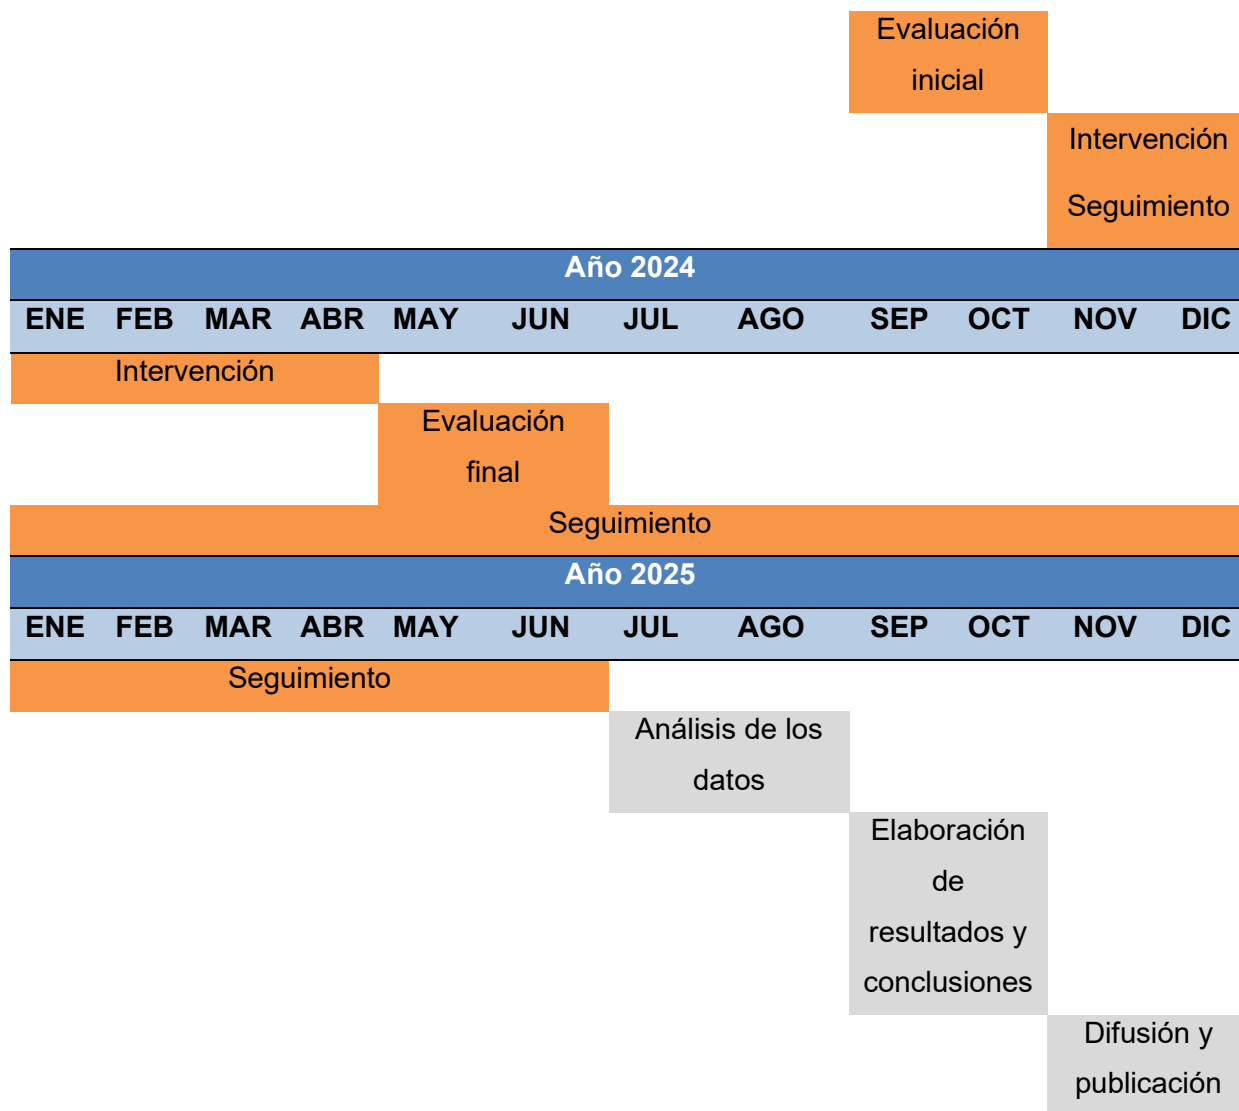 Evaluación
inicial
Intervención
Seguimiento
Año 2024
ENE FEB MAR ABR MAY JUN JUL AGO SEP OCT NOV DIC
Intervención
Evaluación
final
Seguimiento
Año 2025
ENE FEB MAR ABR MAY JUN JUL AGO SEP OCT NOV DIC
Seguimiento
Análisis de los
datos
Elaboración
de
resultados y
conclusiones
Difusión y
publicación